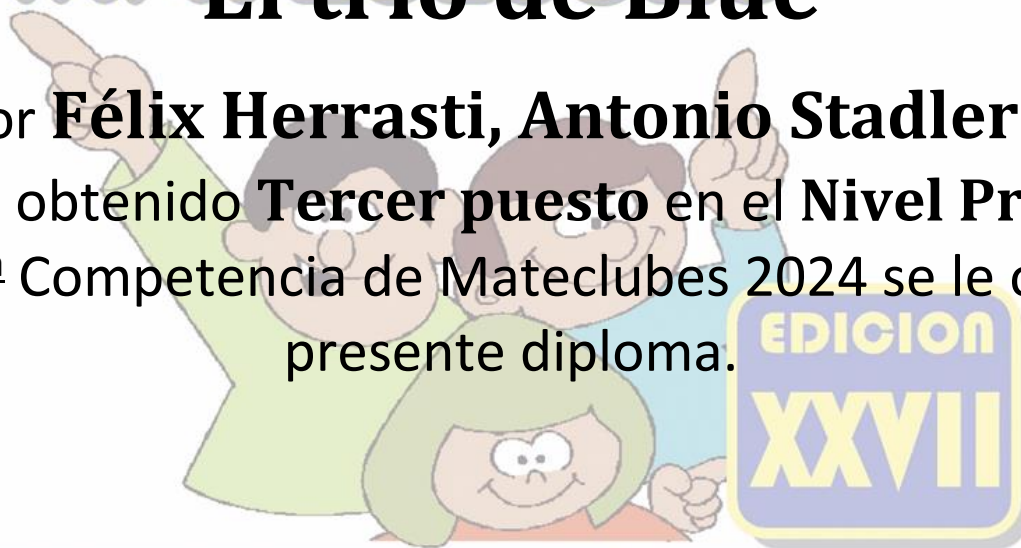 El trío de Blue
or Félix Herrasti, Antonio Stadler
obtenido Tercer puesto en el Nivel Pr
ª Competencia de Mateclubes 2024 se le
presente diploma.
EDICION
XXVII